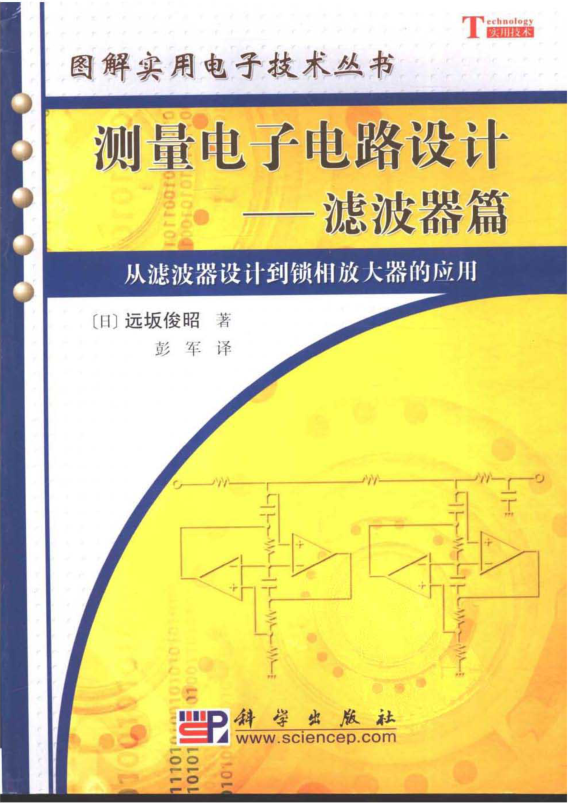 Technology
实用技术
图解实用电子技术丛书
测量电子电路设计
——滤波器篇
从滤波器设计到锁相放大器的应用
〔日〕远坂俊昭 著
彭军 译
科学出版社
www.sciencep.com